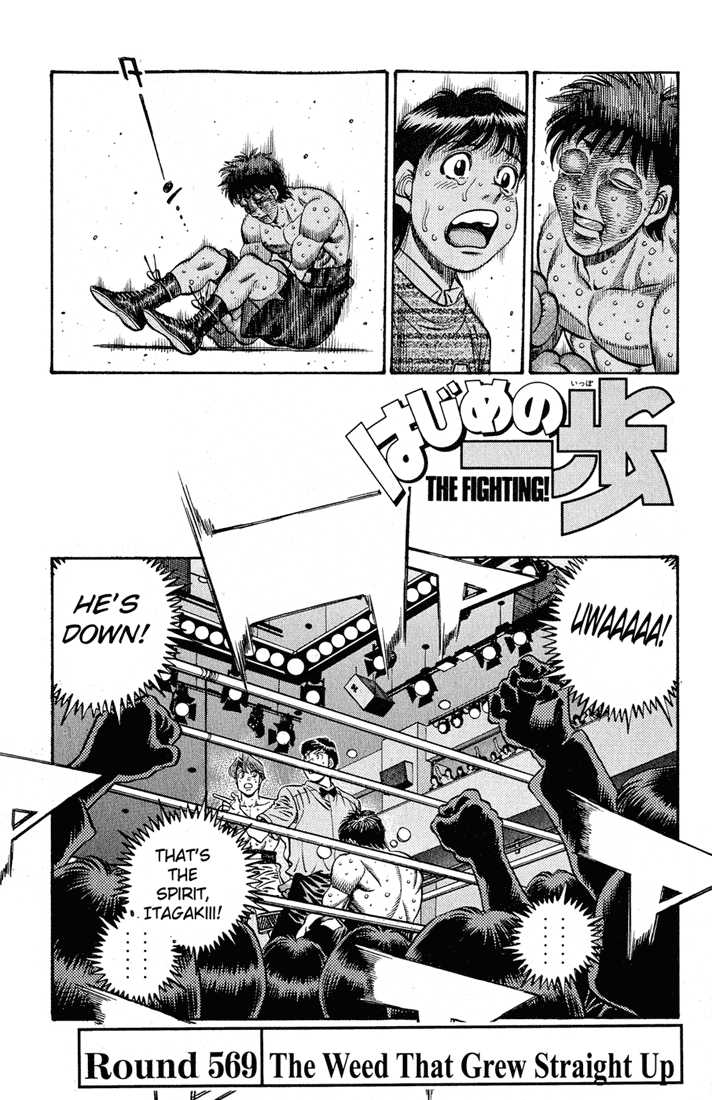 ワ
いっぽ
はじめの一歩
THE FIGHTING!
UWAAAAA!
HE'S
DOWN!
THAT'S
THE
SPIRIT,
ITAGAKIII!
Round 569
The Weed That Grew Straight Up